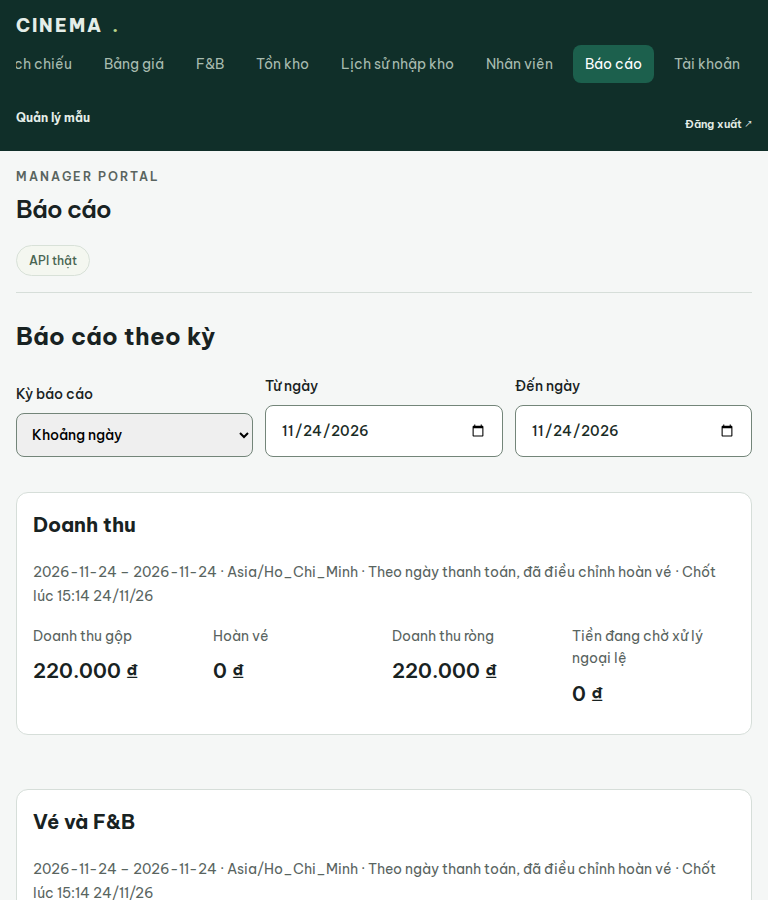 CINEMA .
ch chiếu Bảng giá F&B Tồn kho Lịch sử nhập kho Nhân viên Báo cáo Tài khoản
Quản lý mẫu
Đăng xuất ↗
MANAGER PORTAL
Báo cáo
API thật
Báo cáo theo kỳ
Kỳ báo cáo Từ ngày Đến ngày
Khoảng ngày 11/24/2026 11/24/2026
Doanh thu
2026-11-24 – 2026-11-24 · Asia/Ho_Chi_Minh · Theo ngày thanh toán, đã điều chỉnh hoàn vé · Chốt
lúc 15:14 24/11/26
Doanh thu gộp Hoàn vé Doanh thu ròng Tiền đang chờ xử lý
ngoại lệ
220.000 ₫ 0 ₫ 220.000 ₫ 0 ₫
Vé và F&B
2026-11-24 – 2026-11-24 · Asia/Ho_Chi_Minh · Theo ngày thanh toán, đã điều chỉnh hoàn vé · Chốt
lúc 15:14 24/11/26